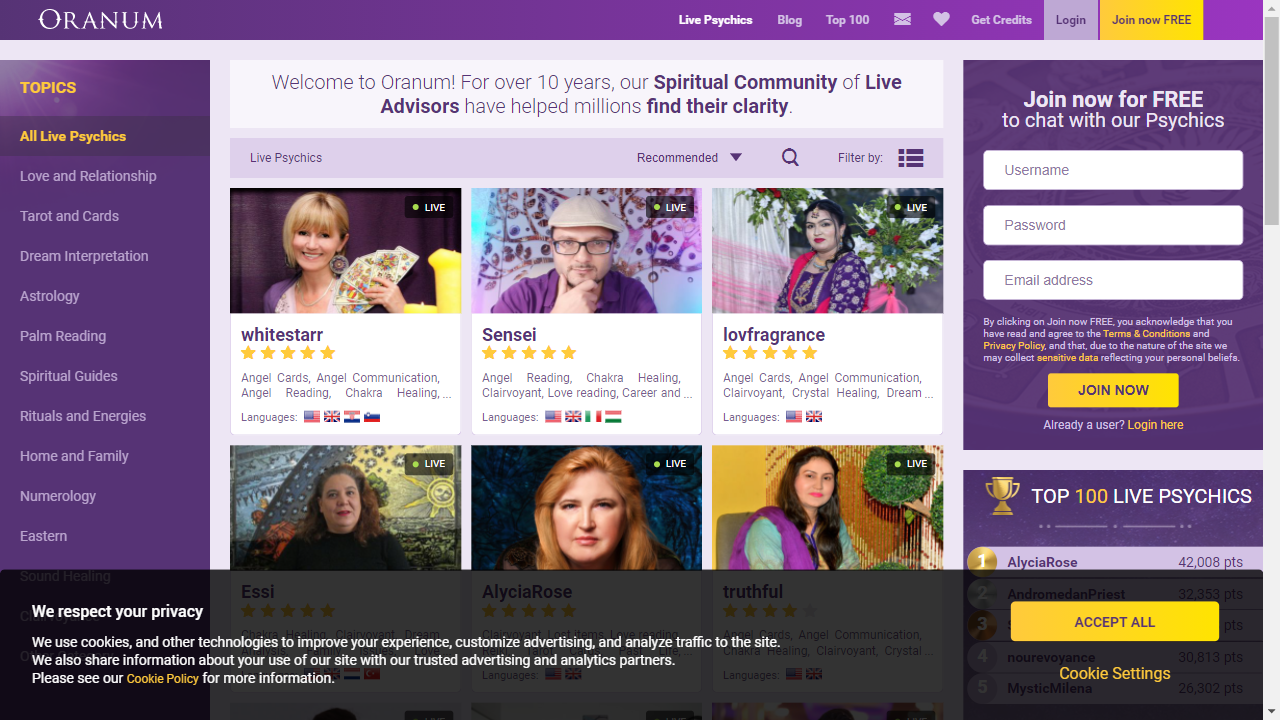 ORANUM
Live Psychics
Blog
Top 100
Get Credits
Login
Join now FREE
TOPICS
All Live Psychics
Love and Relationship
Tarot and Cards
Dream Interpretation
Astrology
Palm Reading
Spiritual Guides
Rituals and Energies
Home and Family
Numerology
Eastern
Sound Healing
Welcome to Oranum! For over 10 years, our Spiritual Community of Live
Advisors have helped millions find their clarity.
Live Psychics
Recommended
Filter by:
LIVE
whitestarr
Angel Cards, Angel Communication,
Angel Reading, Chakra Healing, ...
Languages:
LIVE
Sensei
Angel Reading, Chakra Healing,
Clairvoyant, Love reading, Career and ...
Languages:
LIVE
lovfragrance
Angel Cards, Angel Communication,
Clairvoyant, Crystal Healing, Dream ...
Languages:
LIVE
Essi
LIVE
AlyciaRose
LIVE
truthful
Angel Cards, Angel Communication,
Chakra Healing, Clairvoyant, Crystal ...
Languages:
Join now for FREE
to chat with our Psychics
Username
Password
Email address
By clicking on Join now FREE, you acknowledge that you
have read and agree to the Terms & Conditions and
Privacy Policy, and that, due to the nature of the site we
may collect sensitive data reflecting your personal beliefs.
JOIN NOW
Already a user? Login here
TOP 100 LIVE PSYCHICS
1 AlyciaRose 42,008 pts
2 AndromedanPriest 32,353 pts
3
4 nourevoyance 30,813 pts
5 MysticMilena 26,302 pts
We respect your privacy
We use cookies, and other technologies to improve your experience, customize advertising, and analyze traffic to the site.
We also share information about your use of our site with our trusted advertising and analytics partners.
Please see our Cookie Policy for more information.
ACCEPT ALL
Cookie Settings